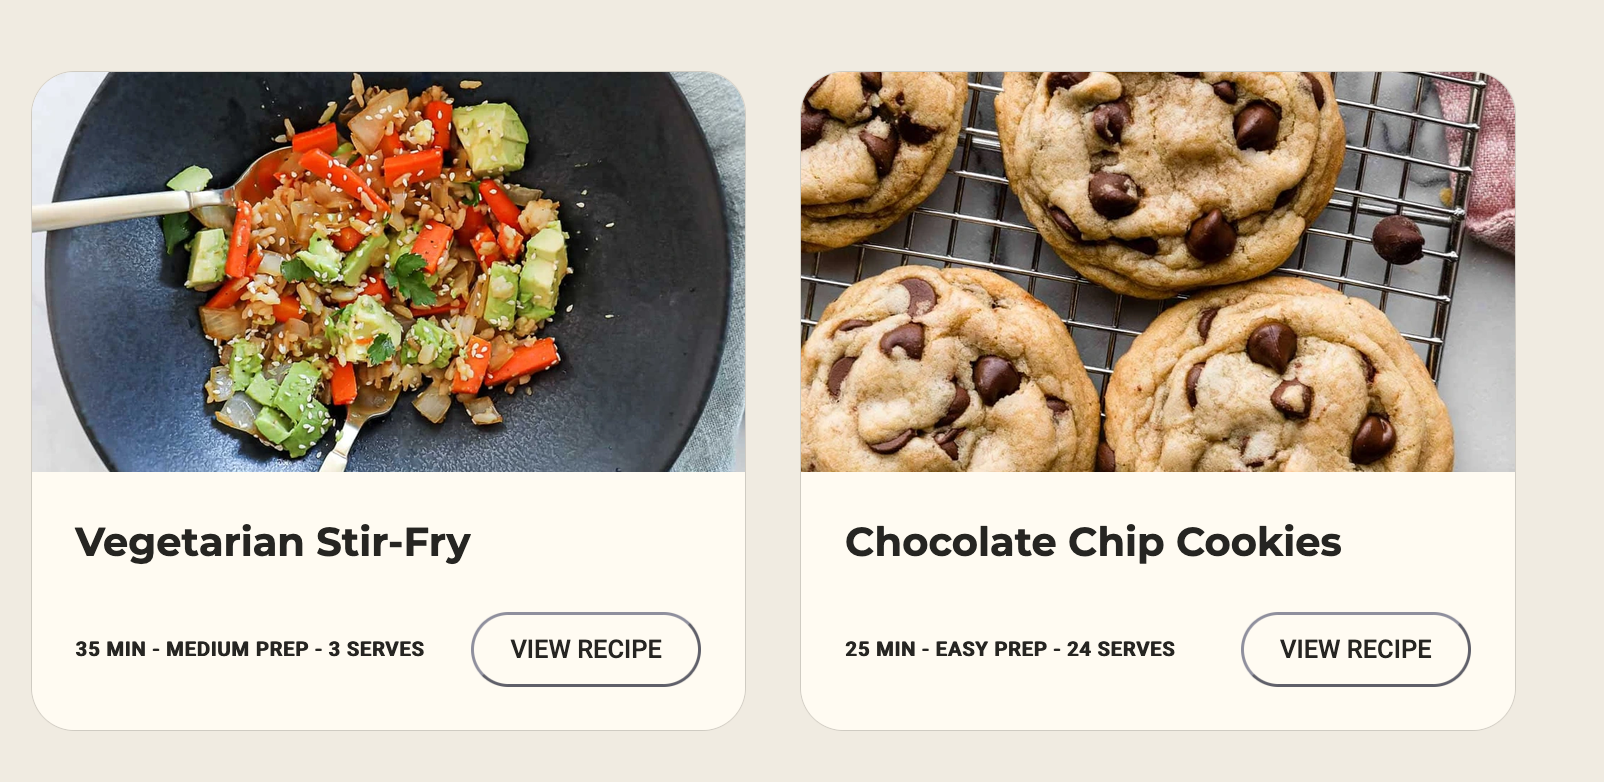 Vegetarian Stir-Fry
35 MIN - MEDIUM PREP - 3 SERVES
VIEW RECIPE
Chocolate Chip Cookies
25 MIN - EASY PREP - 24 SERVES
VIEW RECIPE